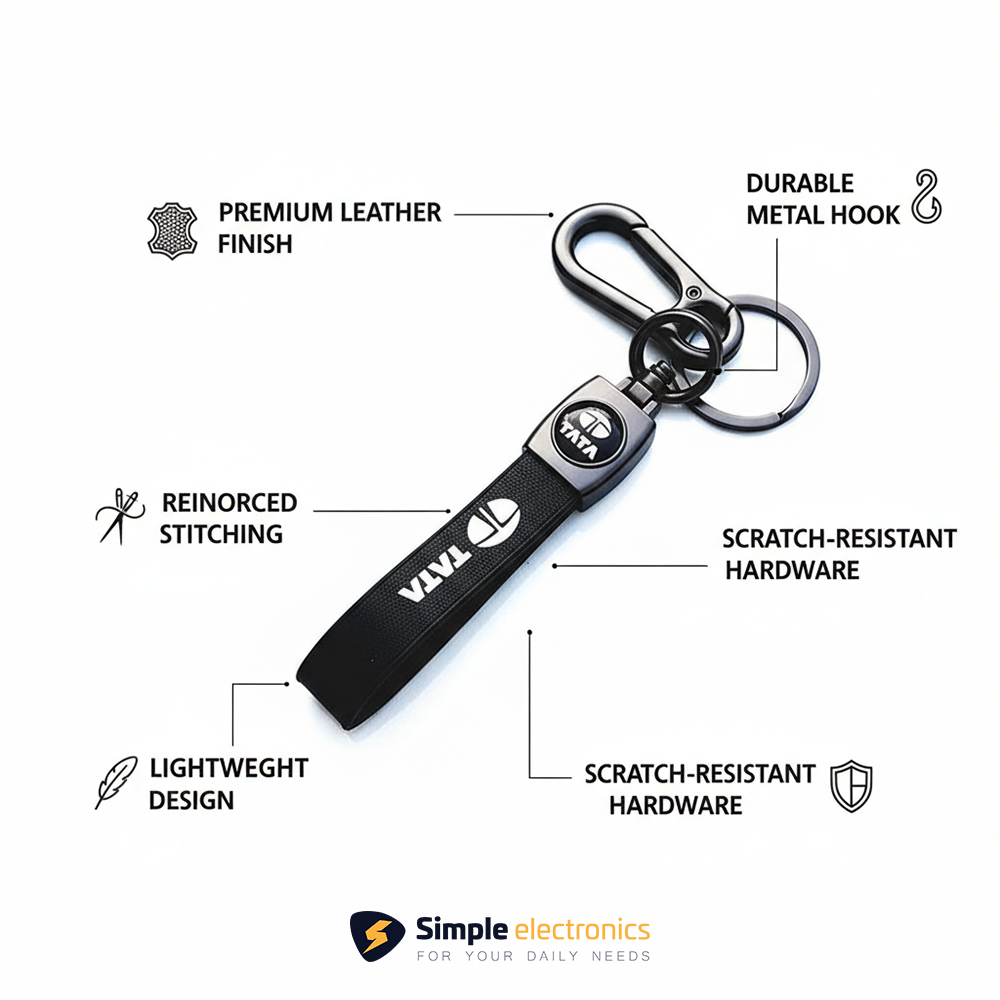 DURABLE
METAL HOOK
PREMIUM LEATHER
FINISH
TATA
TATA
REINORCED
STITCHING
SCRATCH-RESISTANT
HARDWARE
LIGHTWEGHT
DESIGN
SCRATCH-RESISTANT
HARDWARE
Simple electronics
FOR YOUR DAILY NEEDS